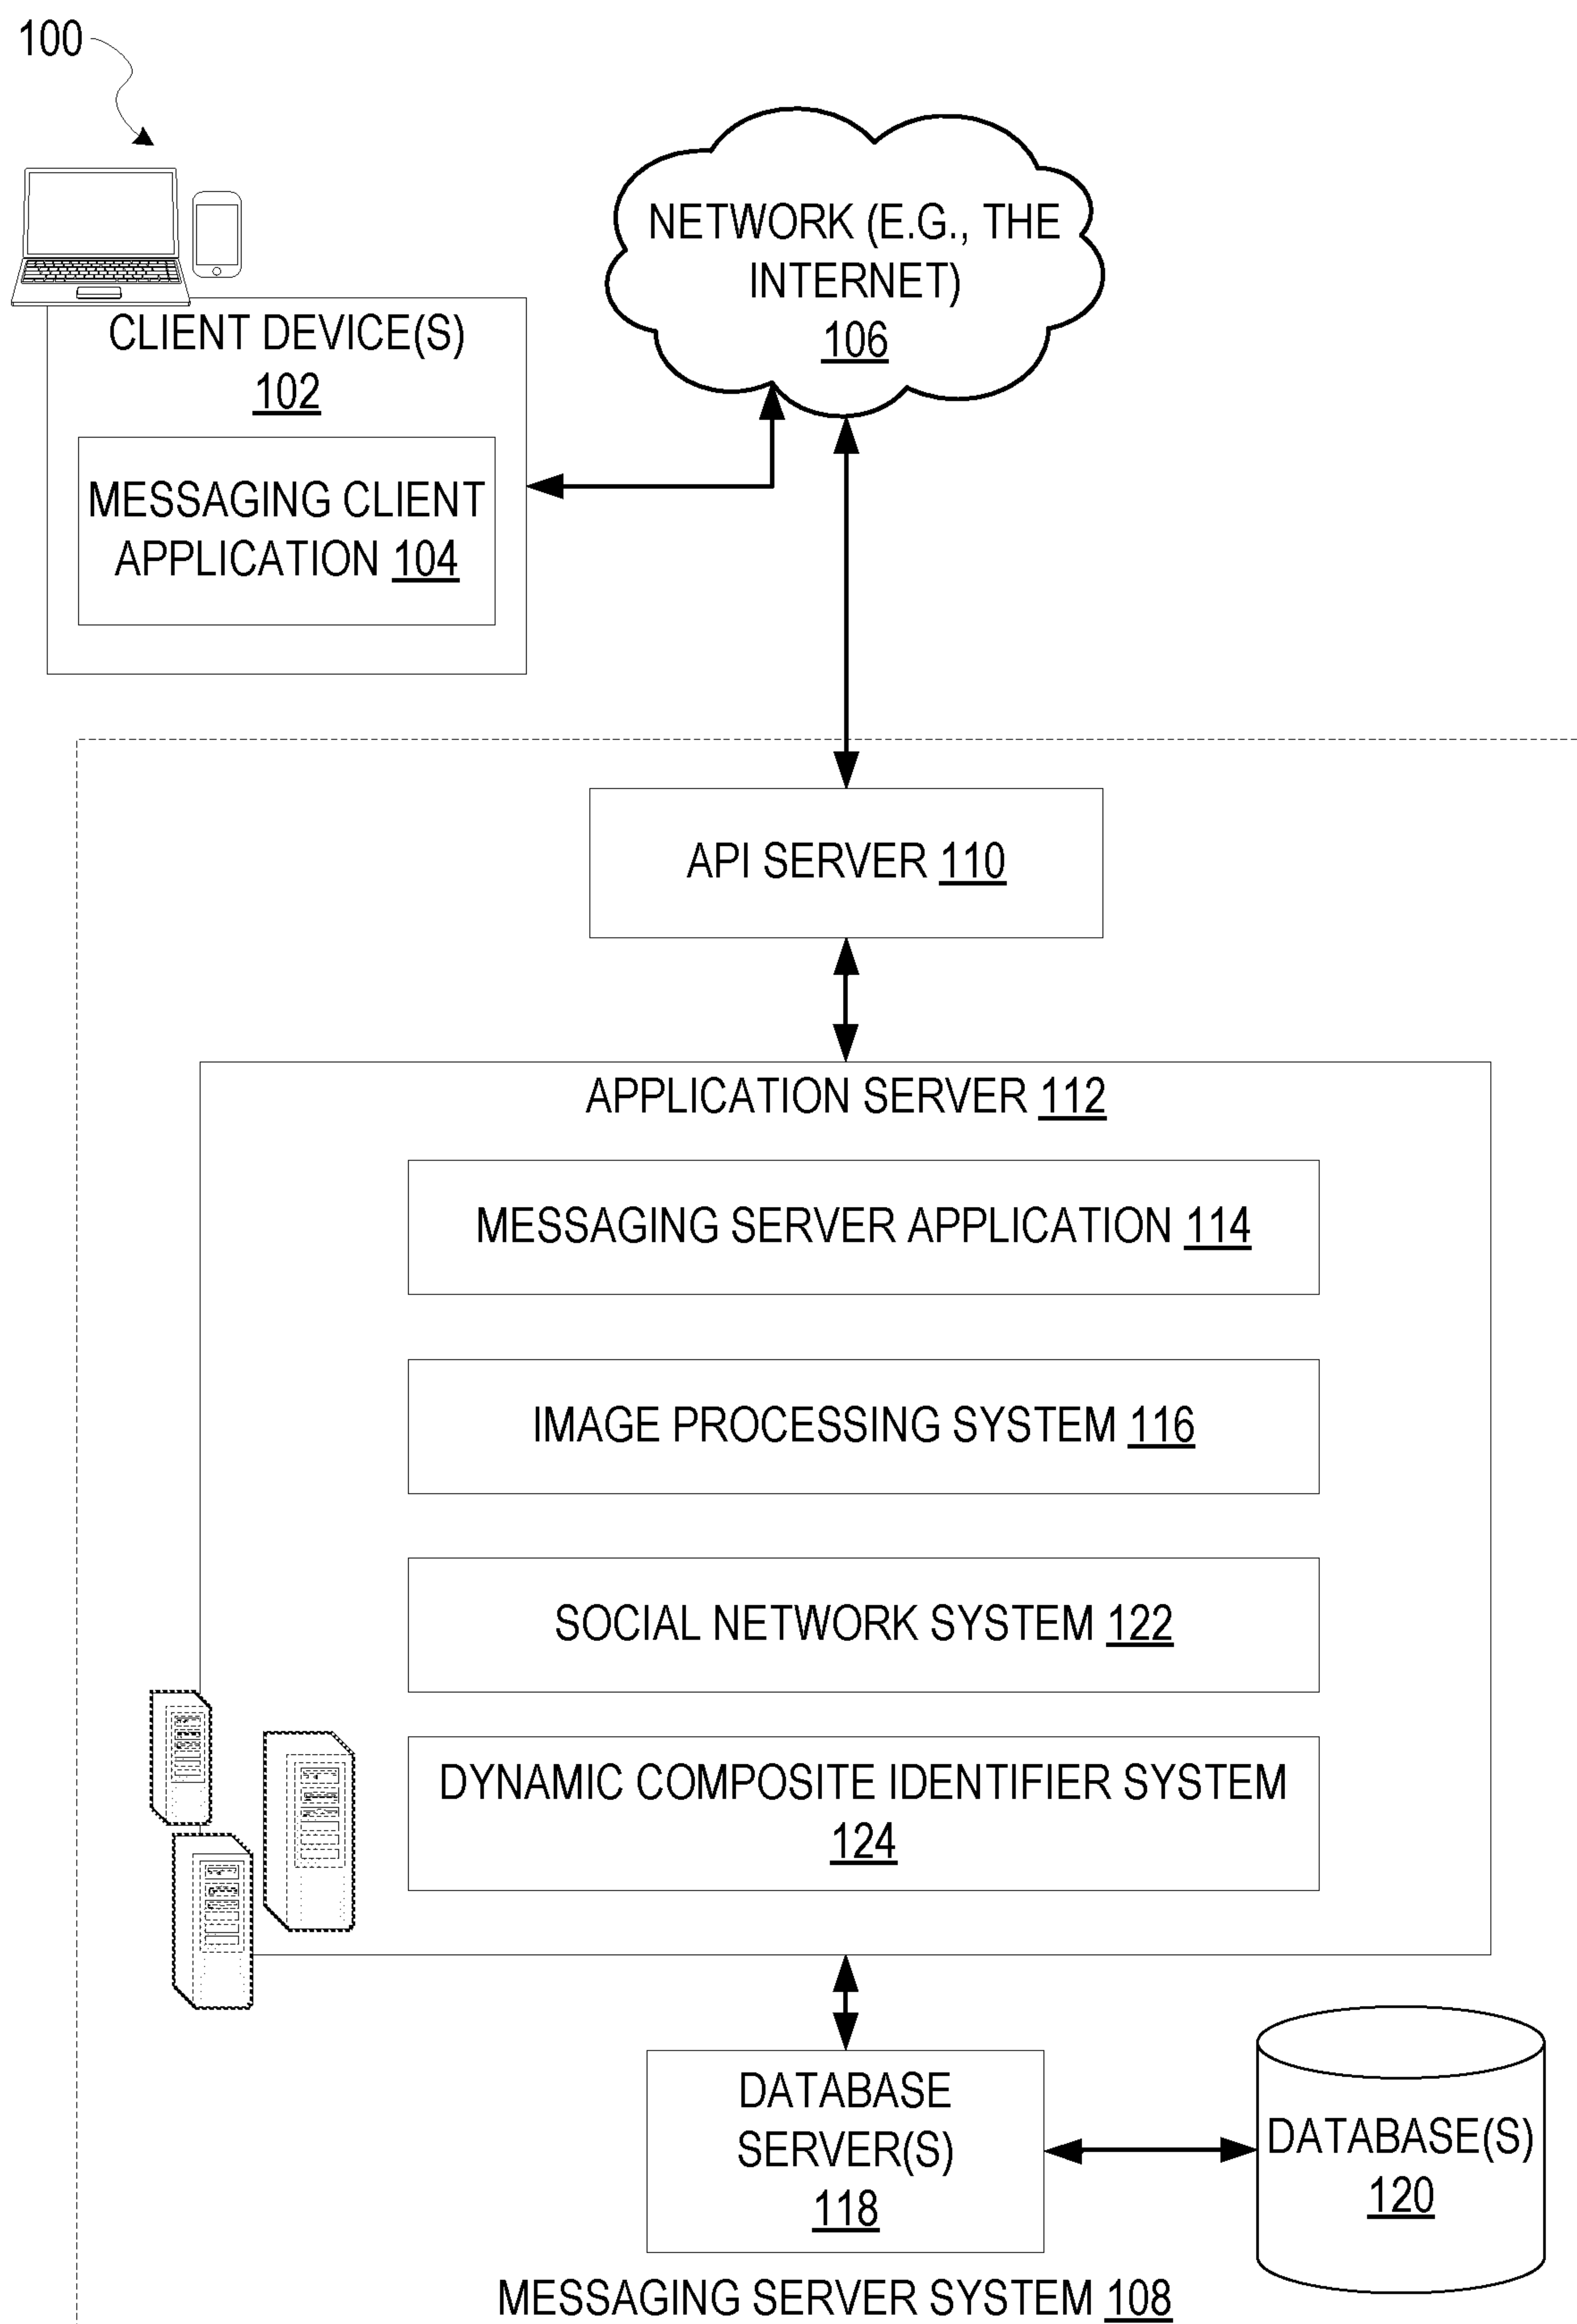 100
NETWORK (E.G., THE
INTERNET)
106
CLIENT DEVICE(S)
102
MESSAGING CLIENT
APPLICATION 104
API SERVER 110
APPLICATION SERVER 112
MESSAGING SERVER APPLICATION 114
IMAGE PROCESSING SYSTEM 116
SOCIAL NETWORK SYSTEM 122
DYNAMIC COMPOSITE IDENTIFIER SYSTEM
124
DATABASE
SERVER(S)
118
DATABASE(S)
120
MESSAGING SERVER SYSTEM 108